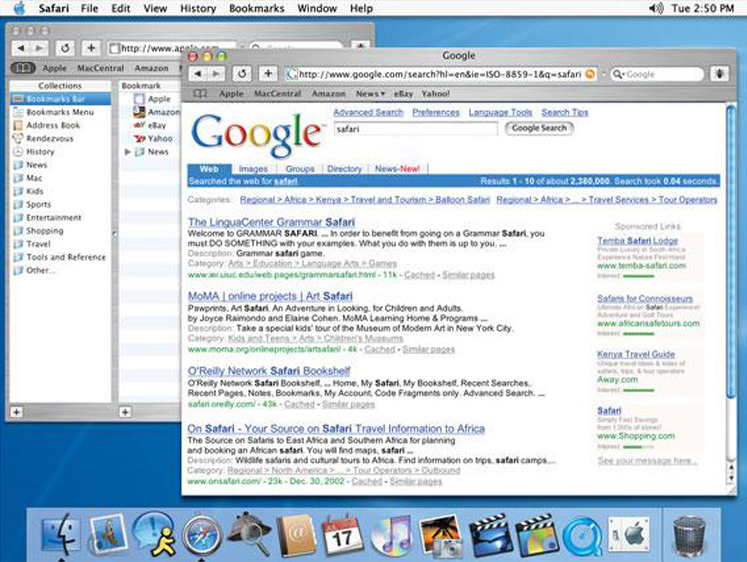 Safari File Edit View History Bookmarks Window Help
Tue 2:50 PM
http://www.apple.com
Apple MacCentral Amazon
Collections
Bookmarks Bar
Bookmarks Menu
Address Book
Rendezvous
History
News
Mac
Kids
Sports
Entertainment
Shopping
Travel
Tools and Reference
Other...
Bookmark
Apple
Amazon
eBay
Yahoo
News
Google
http://www.google.com/search?hl=en&ie=ISO-8859-1&q=safari
Google
Apple MacCentral Amazon News eBay Yahoo!
Google
Advanced Search Preferences Language Tools Search Tips
safari
Google Search
Web Images Groups Directory News-New!
Searched the web for safari. Results 1 - 10 of about 2,380,000. Search took 0.04 seconds.
Categories: Regional > Africa > Kenya > Travel and Tourism > Balloon Safari Regional > Africa > ... > Travel Services > Tour Operators
The LinguaCenter Grammar Safari
Welcome to GRAMMAR SAFARI. ... In order to benefit from going on a Grammar Safari, you
must DO SOMETHING with your examples. What you do with them is up to you. ...
Description: Grammar safari game.
Category: Arts > Education > Language Arts > Games
www.iei.uiuc.edu/web.pages/grammarsafari.html - 11k - Cached - Similar pages
MoMA | online projects | Art Safari
Pawprints, Art Safari. An Adventure in Looking, for Children and Adults.
by Joyce Raimondo and Elaine Cohen. MoMA Learning Home & Programs ...
Description: Take a special kids' tour of the Museum of Modern Art in New York City.
Category: Kids and Teens > Arts > Children's Museums
www.moma.org/onlineprojects/artsafari/ - 4k - Cached - Similar pages
O'Reilly Network Safari Bookshelf
O'Reilly Network Safari Bookshelf, ... Home, My Safari, My Bookshelf, Recent Searches,
Recent Pages, Notes, Bookmarks, My Account, Code Fragments only. Advanced Search. ...
safari.oreilly.com/ - 43k - Cached - Similar pages
On Safari - Your Source on Safari Travel Information to Africa
The Source on Safaris to East Africa and Southern Africa for planning
and booking an African safari. You will find maps, safari ...
Description: Wildlife safaris and cultural tours to Africa. Find information on trips, safari camps,...
Category: Regional > North America > ... > Tour Operators > Outbound
www.onsafari.com/ - 23k - Dec. 30, 2002 - Cached - Similar pages
Sponsored Links
Temba Safari Lodge
Private Luxury in South Africa
Experience Nature First Hand
www.temba-safari.com
Interest:
Safaris for Connoisseurs
Ultimate African Safari Experience
Adventure and Golf Tours
www.africansafetours.com
Interest:
Kenya Travel Guide
Unique travel ideas & video of
safaris, trips, & tour operators
Away.com
Interest:
Safari
Simply Fast Savings
from 1,000s of stores!
www.Shopping.com
Interest:
See your message here...
JUL
17